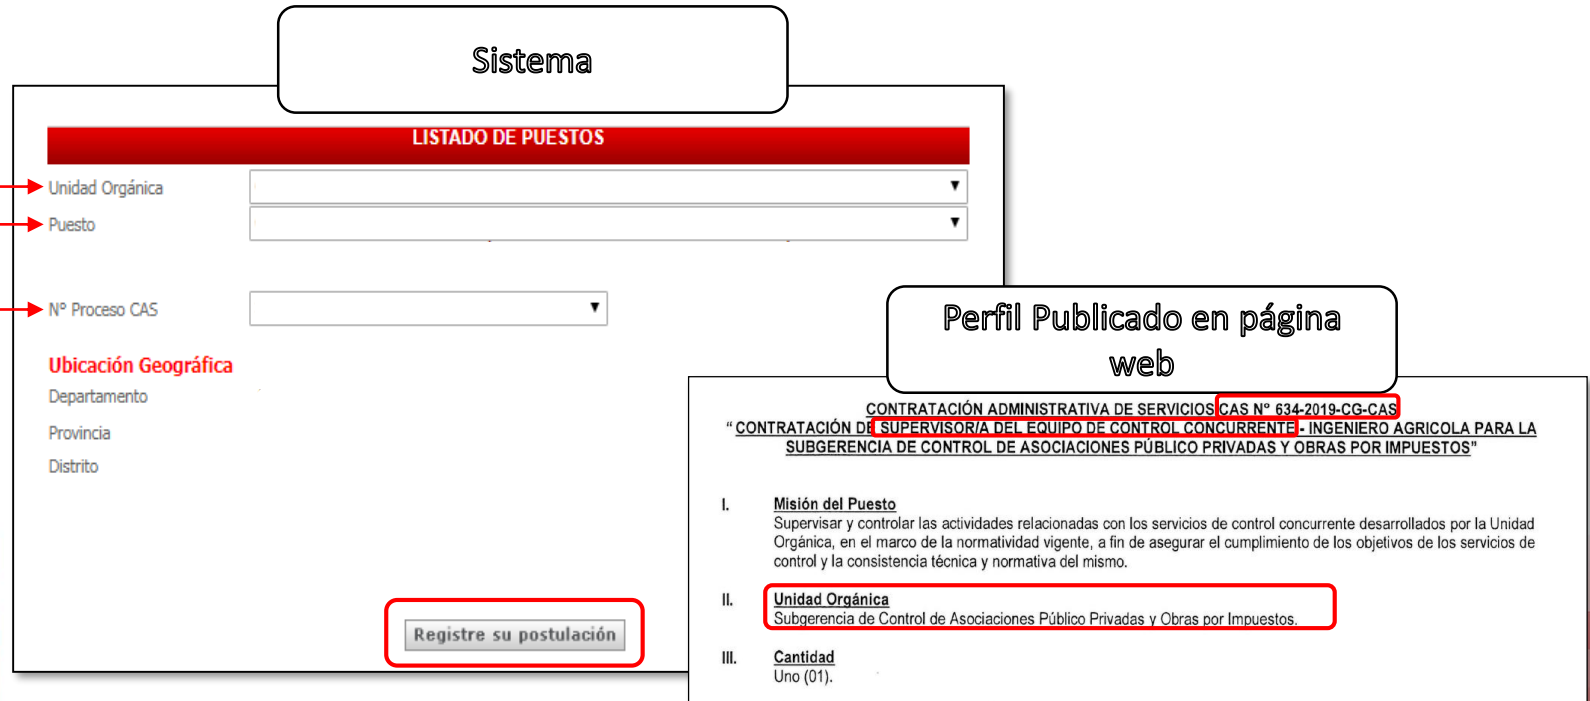 Sistema
LISTADO DE PUESTOS
Unidad Orgánica
Puesto
Nº Proceso CAS
Ubicación Geográfica
Departamento
Provincia
Distrito
Registre su postulación
Perfil Publicado en página
web
CONTRATACIÓN ADMINISTRATIVA DE SERVICIOS CAS N° 634-2019-CG-CAS
“ CONTRATACIÓN DE SUPERVISOR/A DEL EQUIPO DE CONTROL CONCURRENTE - INGENIERO AGRICOLA PARA LA
SUBGERENCIA DE CONTROL DE ASOCIACIONES PÚBLICO PRIVADAS Y OBRAS POR IMPUESTOS”
I. Misión del Puesto
Supervisar y controlar las actividades relacionadas con los servicios de control concurrente desarrollados por la Unidad
Orgánica, en el marco de la normatividad vigente, a fin de asegurar el cumplimiento de los objetivos de los servicios de
control y la consistencia técnica y normativa del mismo.
II. Unidad Orgánica
Subgerencia de Control de Asociaciones Público Privadas y Obras por Impuestos.
III. Cantidad
Uno (01).